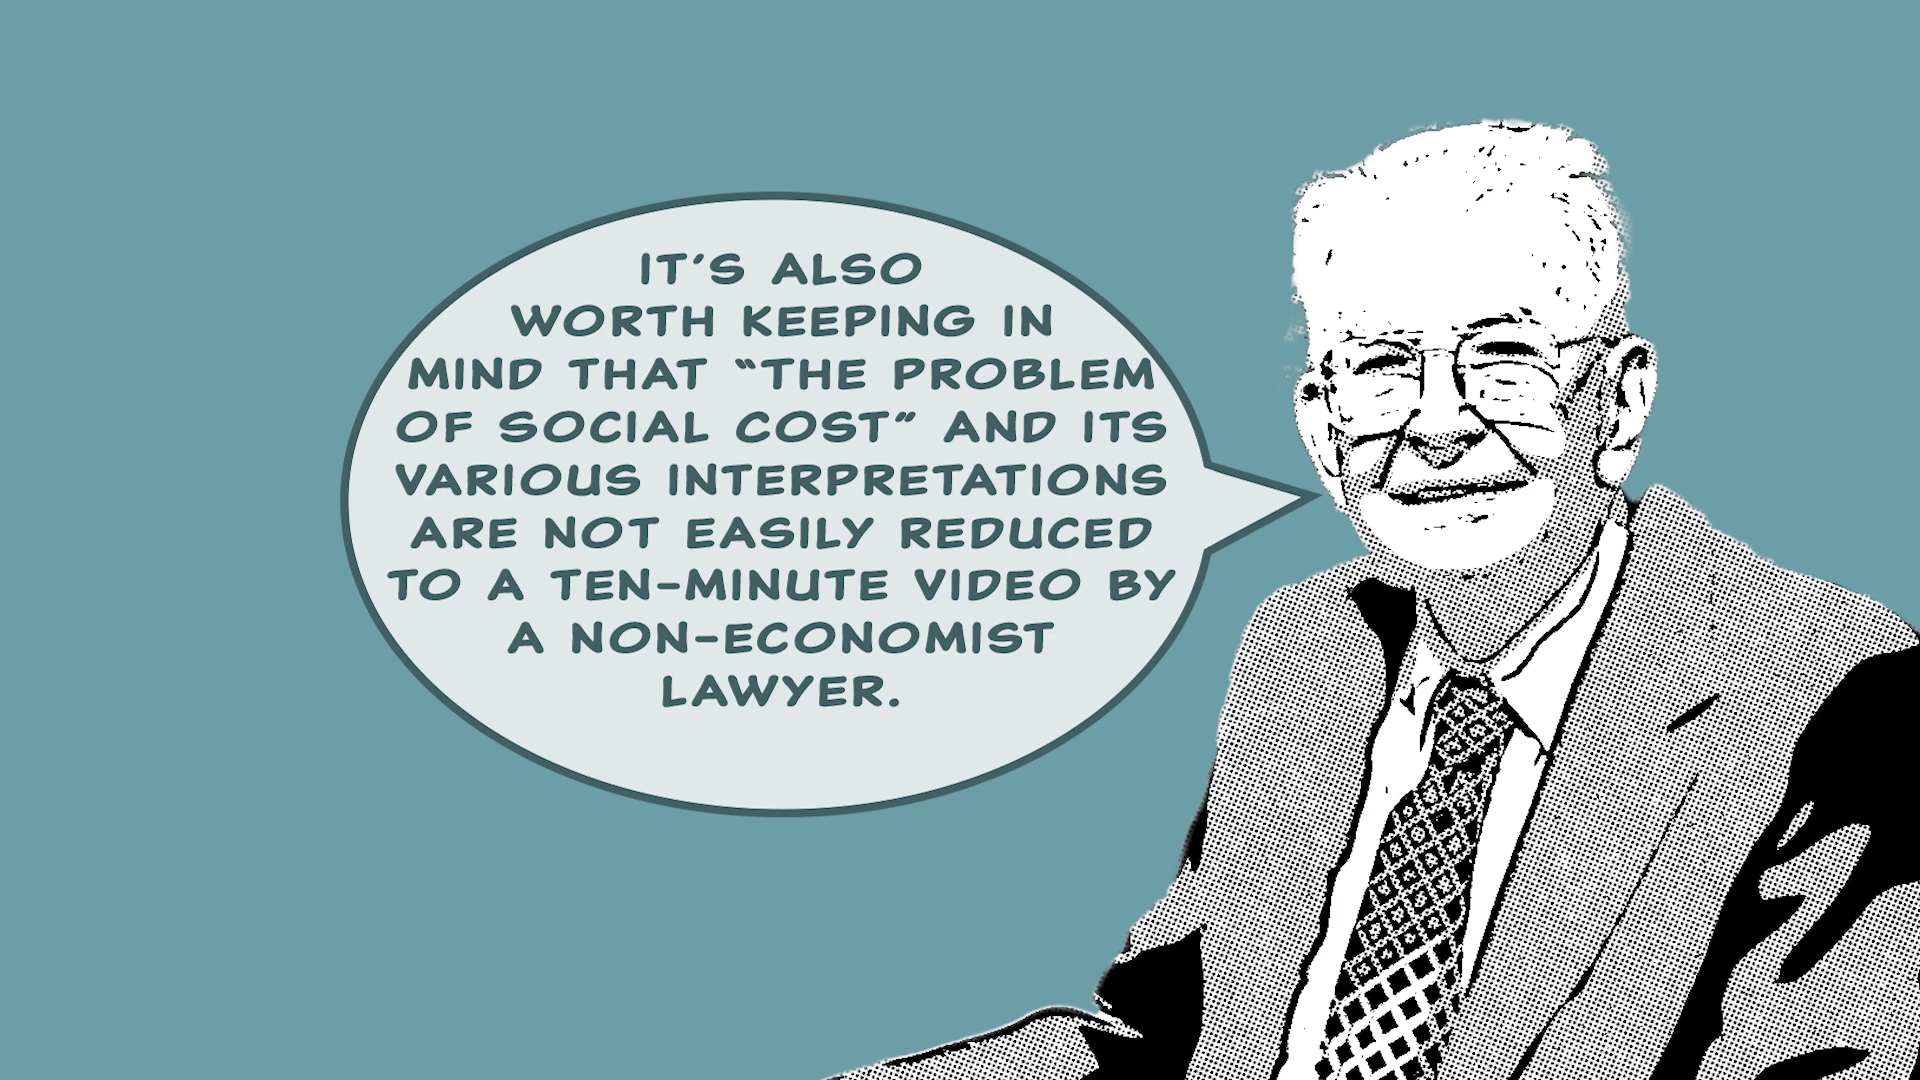 IT'S ALSO
WORTH KEEPING IN
MIND THAT “THE PROBLEM
OF SOCIAL COST” AND ITS
VARIOUS INTERPRETATIONS
ARE NOT EASILY REDUCED
TO A TEN-MINUTE VIDEO BY
A NON-ECONOMIST
LAWYER.